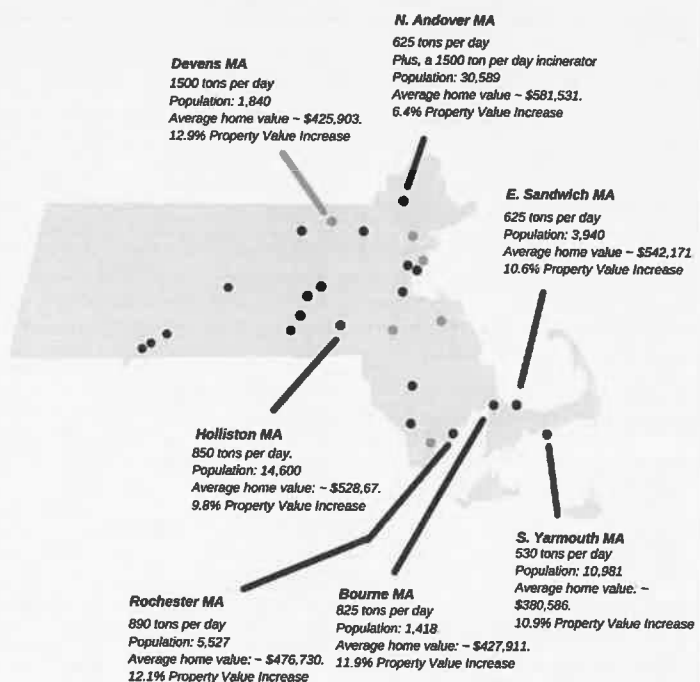 N. Andover MA
625 tons per day
Plus, a 1500 ton per day incinerator
Population: 30,589
Average home value ~ $581,531.
6.4% Property Value Increase
Devens MA
1500 tons per day
Population: 1,840
Average home value ~ $425,903.
12.9% Property Value Increase
E. Sandwich MA
625 tons per day
Population: 3,940
Average home value ~ $542,171
10.6% Property Value Increase
Holliston MA
850 tons per day.
Population: 14,600
Average home value: ~ $528,67.
9.8% Property Value Increase
S. Yarmouth MA
530 tons per day
Population: 10,981
Average home value. ~
$380,586.
10.9% Property Value Increase
Rochester MA
890 tons per day
Population: 5,527
Average home value: ~ $476,730.
12.1% Property Value Increase
Bourne MA
825 tons per day
Population: 1,418
Average home value: ~ $427,911.
11.9% Property Value Increase